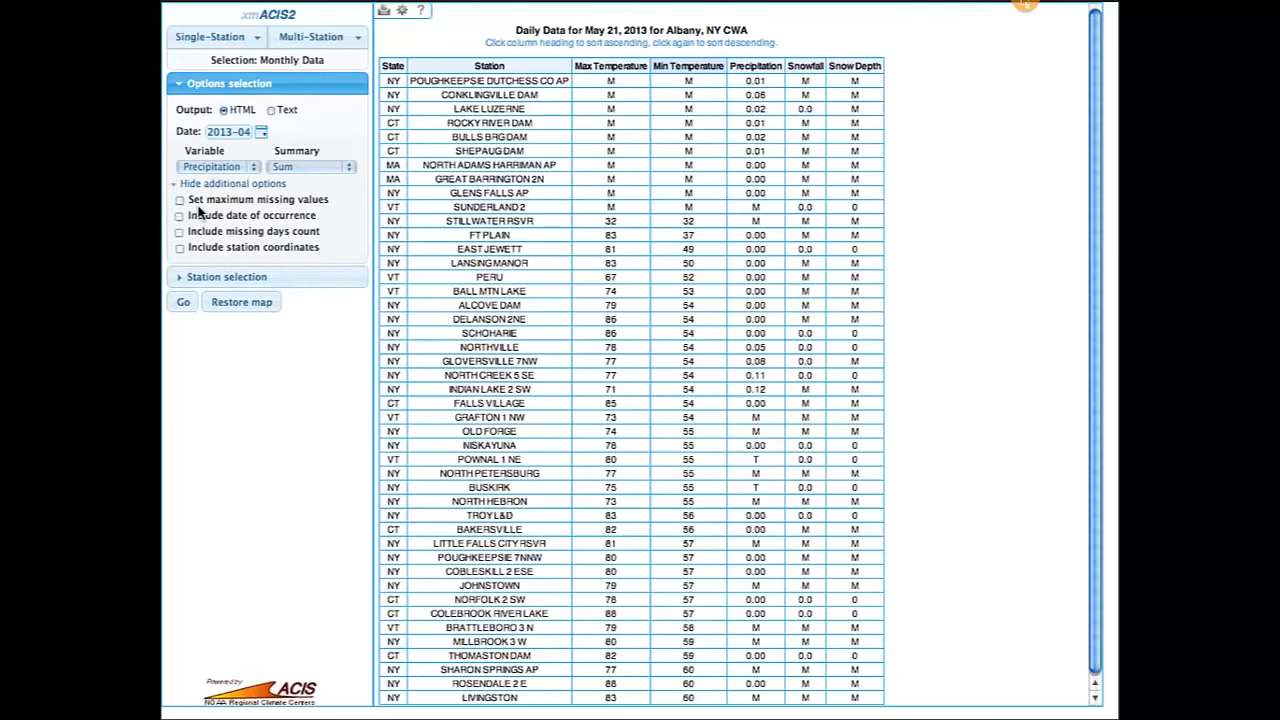 xmACIS2
Single-Station Multi-Station
Selection: Monthly Data
Options selection
Output: HTML Text
Date: 2013-04
Variable Summary
Precipitation Sum
Hide additional options
Set maximum missing values
Include date of occurrence
Include missing days count
Include station coordinates
Station selection
Go Restore map
Powered by
ACIS
NOAA Regional Climate Centers
?
Daily Data for May 21, 2013 for Albany, NY CWA
Click column heading to sort ascending, click again to sort descending.
State Station Max Temperature Min Temperature Precipitation Snowfall Snow Depth
NY POUGHKEEPSIE DUTCHESS CO AP M M 0.01 M M
NY CONKLINGVILLE DAM M M 0.06 M M
NY LAKE LUZERNE M M 0.02 0.0 M
CT ROCKY RIVER DAM M M 0.01 M M
CT BULLS BRG DAM M M 0.02 M M
CT SHEPAUG DAM M M 0.01 M M
MA NORTH ADAMS HARRIMAN AP M M 0.00 M M
MA GREAT BARRINGTON 2N M M 0.00 M M
NY GLENS FALLS AP M M 0.00 M M
VT SUNDERLAND 2 M M M 0.0 0
NY STILLWATER RSVR 32 32 M M M
NY FT PLAIN 83 37 0.00 M M
NY EAST JEWETT 81 49 0.00 0.0 0
NY LANSING MANOR 83 50 0.00 M M
VT PERU 67 52 0.00 M M
VT BALL MTN LAKE 74 53 0.00 M M
NY ALCOVE DAM 79 54 0.00 M M
NY DELANSON 2NE 86 54 0.00 M M
NY SCHOHARIE 86 54 0.00 0.0 0
NY NORTHVILLE 78 54 0.05 0.0 0
NY GLOVERSVILLE 7NW 77 54 0.08 0.0 M
NY NORTH CREEK 5 SE 77 54 0.11 0.0 0
NY INDIAN LAKE 2 SW 71 54 0.12 M M
CT FALLS VILLAGE 85 54 0.00 M M
VT GRAFTON 1 NW 73 54 M M M
NY OLD FORGE 74 55 M M M
NY NISKAYUNA 78 55 0.00 0.0 0
VT POWNAL 1 NE 80 55 T 0.0 0
NY NORTH PETERSBURG 77 55 M M M
NY BUSKIRK 75 55 T 0.0 0
NY NORTH HEBRON 73 55 M M M
NY TROY L&D 83 56 0.00 0.0 0
CT BAKERSVILLE 82 56 0.00 M M
NY LITTLE FALLS CITY RSVR 81 57 M M M
NY POUGHKEEPSIE 7NNW 80 57 0.00 M M
NY COBLESKILL 2 ESE 80 57 0.00 M M
NY JOHNSTOWN 79 57 M M M
CT NORFOLK 2 SW 78 57 0.00 0.0 0
CT COLEBROOK RIVER LAKE 88 57 0.00 0.0 0
VT BRATTLEBORO 3 N 79 58 M M M
NY MILLBROOK 3 W 80 59 M M M
CT THOMASTON DAM 82 59 0.00 0.0 0
NY SHARON SPRINGS AP 77 60 M M M
NY ROSENDALE 2 E 88 60 0.00 M M
NY LIVINGSTON 83 60 M M M